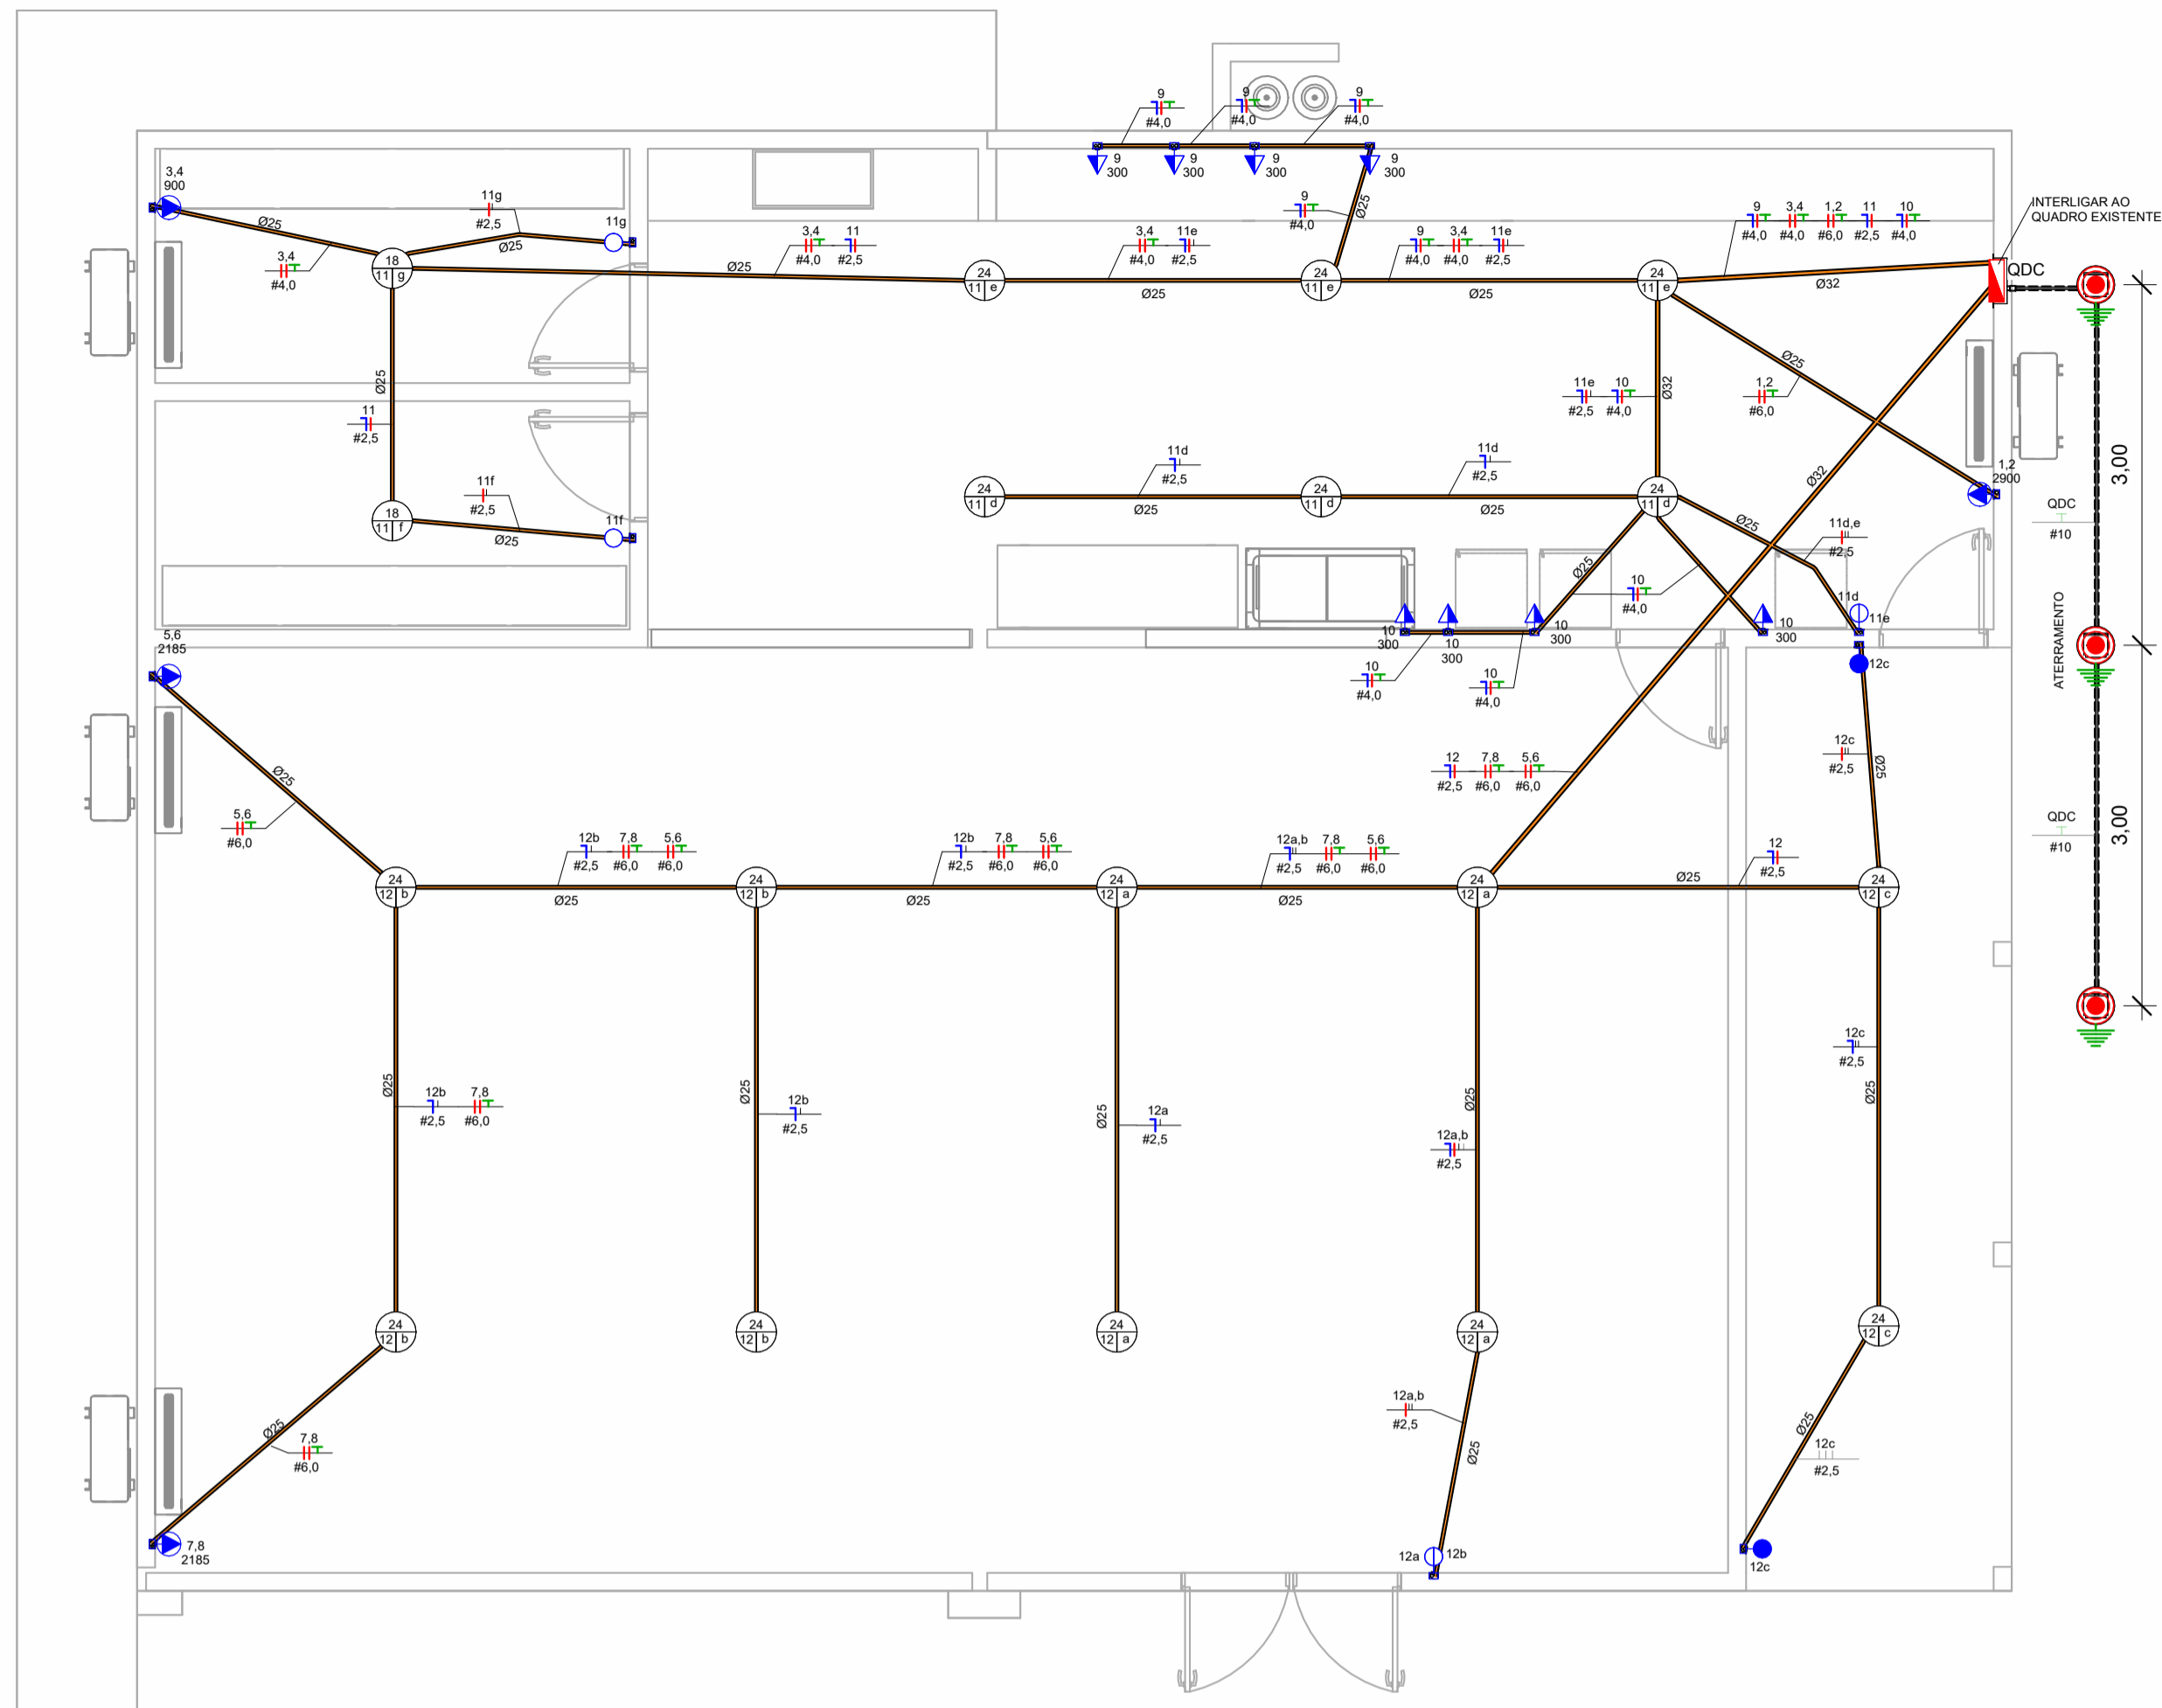 9
#4,0
9
#4,0
9
#4,0
9
300
9
300
9
300
9
300
3,4
900
Ø25
11g
#2,5
Ø25
11g
3,4
#4,0
18
11 g
Ø25
3,4 11
#4,0 #2,5
9
#4,0
Ø25
3,4 11e
#4,0 #2,5
9 3,4 11e
#4,0 #4,0 #2,5
9 3,4 1,2 11 10
#4,0 #4,0 #6,0 #2,5 #4,0
INTERLIGAR AO
QUADRO EXISTENTE
QDC
24
11 e
Ø25
24
11 e
Ø25
24
11 e
Ø32
Ø25
11
#2,5
11e 10
#2,5 #4,0
Ø32
Ø25
1,2
#6,0
1,2
2900
3,00
Ø32
QDC
#10
11f
#2,5
18
11 f
Ø25
11f
11d
#2,5
11d
#2,5
24
11 d
Ø25
24
11 d
Ø25
24
11 d
Ø25
11d,e
#2,5
Ø25
10
#4,0
11d
11e
ATERRAMENTO
10
300
10
300
10
300
10
300
10
#4,0
10
#4,0
12c
5,6
2185
Ø25
5,6
#6,0
12 7,8 5,6
#2,5 #6,0 #6,0
12c
#2,5
Ø25
QDC
#10
3,00
12b 7,8 5,6
#2,5 #6,0 #6,0
12b 7,8 5,6
#2,5 #6,0 #6,0
12a,b 7,8 5,6
#2,5 #6,0 #6,0
12
#2,5
24
12 b
Ø25
24
12 b
Ø25
24
12 a
Ø25
24
12 a
Ø25
24
12 c
Ø25
12b 7,8
#2,5 #6,0
Ø25
12b
#2,5
Ø25
12a
#2,5
Ø25
12a,b
#2,5
12c
#2,5
Ø25
24
12 b
24
12 b
24
12 a
24
12 a
24
12 c
Ø25
7,8
#6,0
7,8
2185
12a,b
#2,5
Ø25
12a
12b
Ø25
12c
#2,5
12c